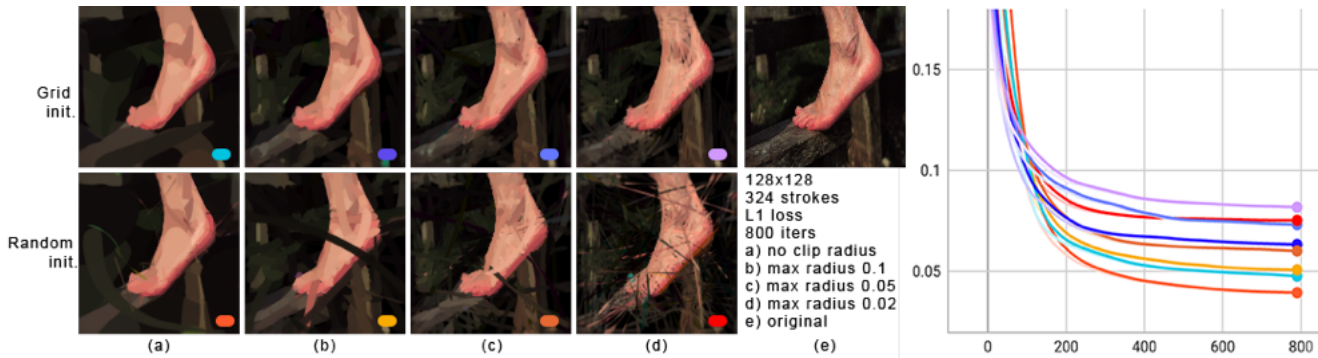 Grid
init.
Random
init.
128x128
324 strokes
L1 loss
800 iters
a) no clip radius
b) max radius 0.1
c) max radius 0.05
d) max radius 0.02
e) original
(a)
(b)
(c)
(d)
(e)
0.15
0.1
0.05
0
200
400
600
800